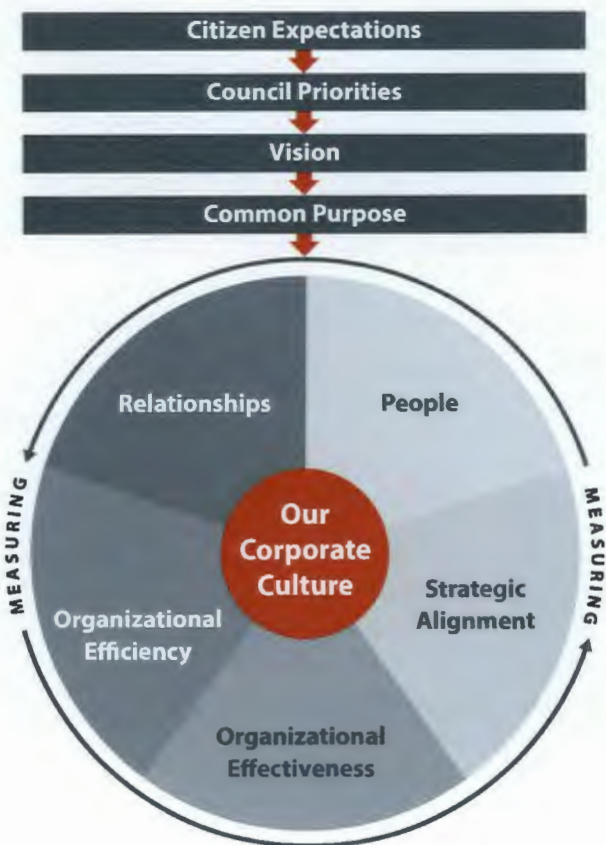 Citizen Expectations
Council Priorities
Vision
Common Purpose
Relationships
People
MEASURING
Our
Corporate
Culture
MEASURING
Strategic
Alignment
Organizational
Efficiency
Organizational
Effectiveness